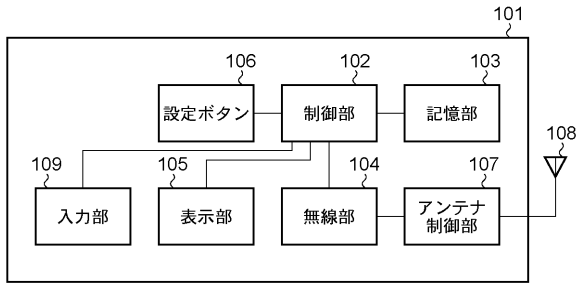 101
106
102
103
設定ボタン
制御部
記憶部
108
109
105
104
107
入力部
表示部
無線部
アンテナ
制御部